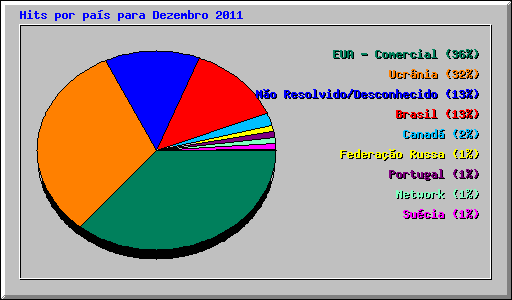 Hits por país para Dezembro 2011
EUA - Comercial (36%)
Ucrânia (32%)
Não Resolvido/Desconhecido (13%)
Brasil (13%)
Canadá (2%)
Federação Russa (1%)
Portugal (1%)
Network (1%)
Suécia (1%)